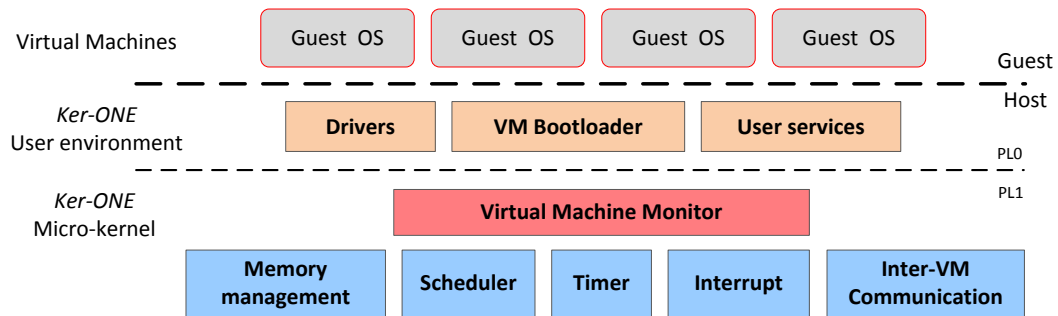 Virtual Machines
Guest OS
Guest OS
Guest OS
Guest OS
Guest
Host
Ker-ONE
User environment
Drivers
VM Bootloader
User services
PL0
PL1
Ker-ONE
Micro-kernel
Virtual Machine Monitor
Memory
management
Scheduler
Timer
Interrupt
Inter-VM
Communication